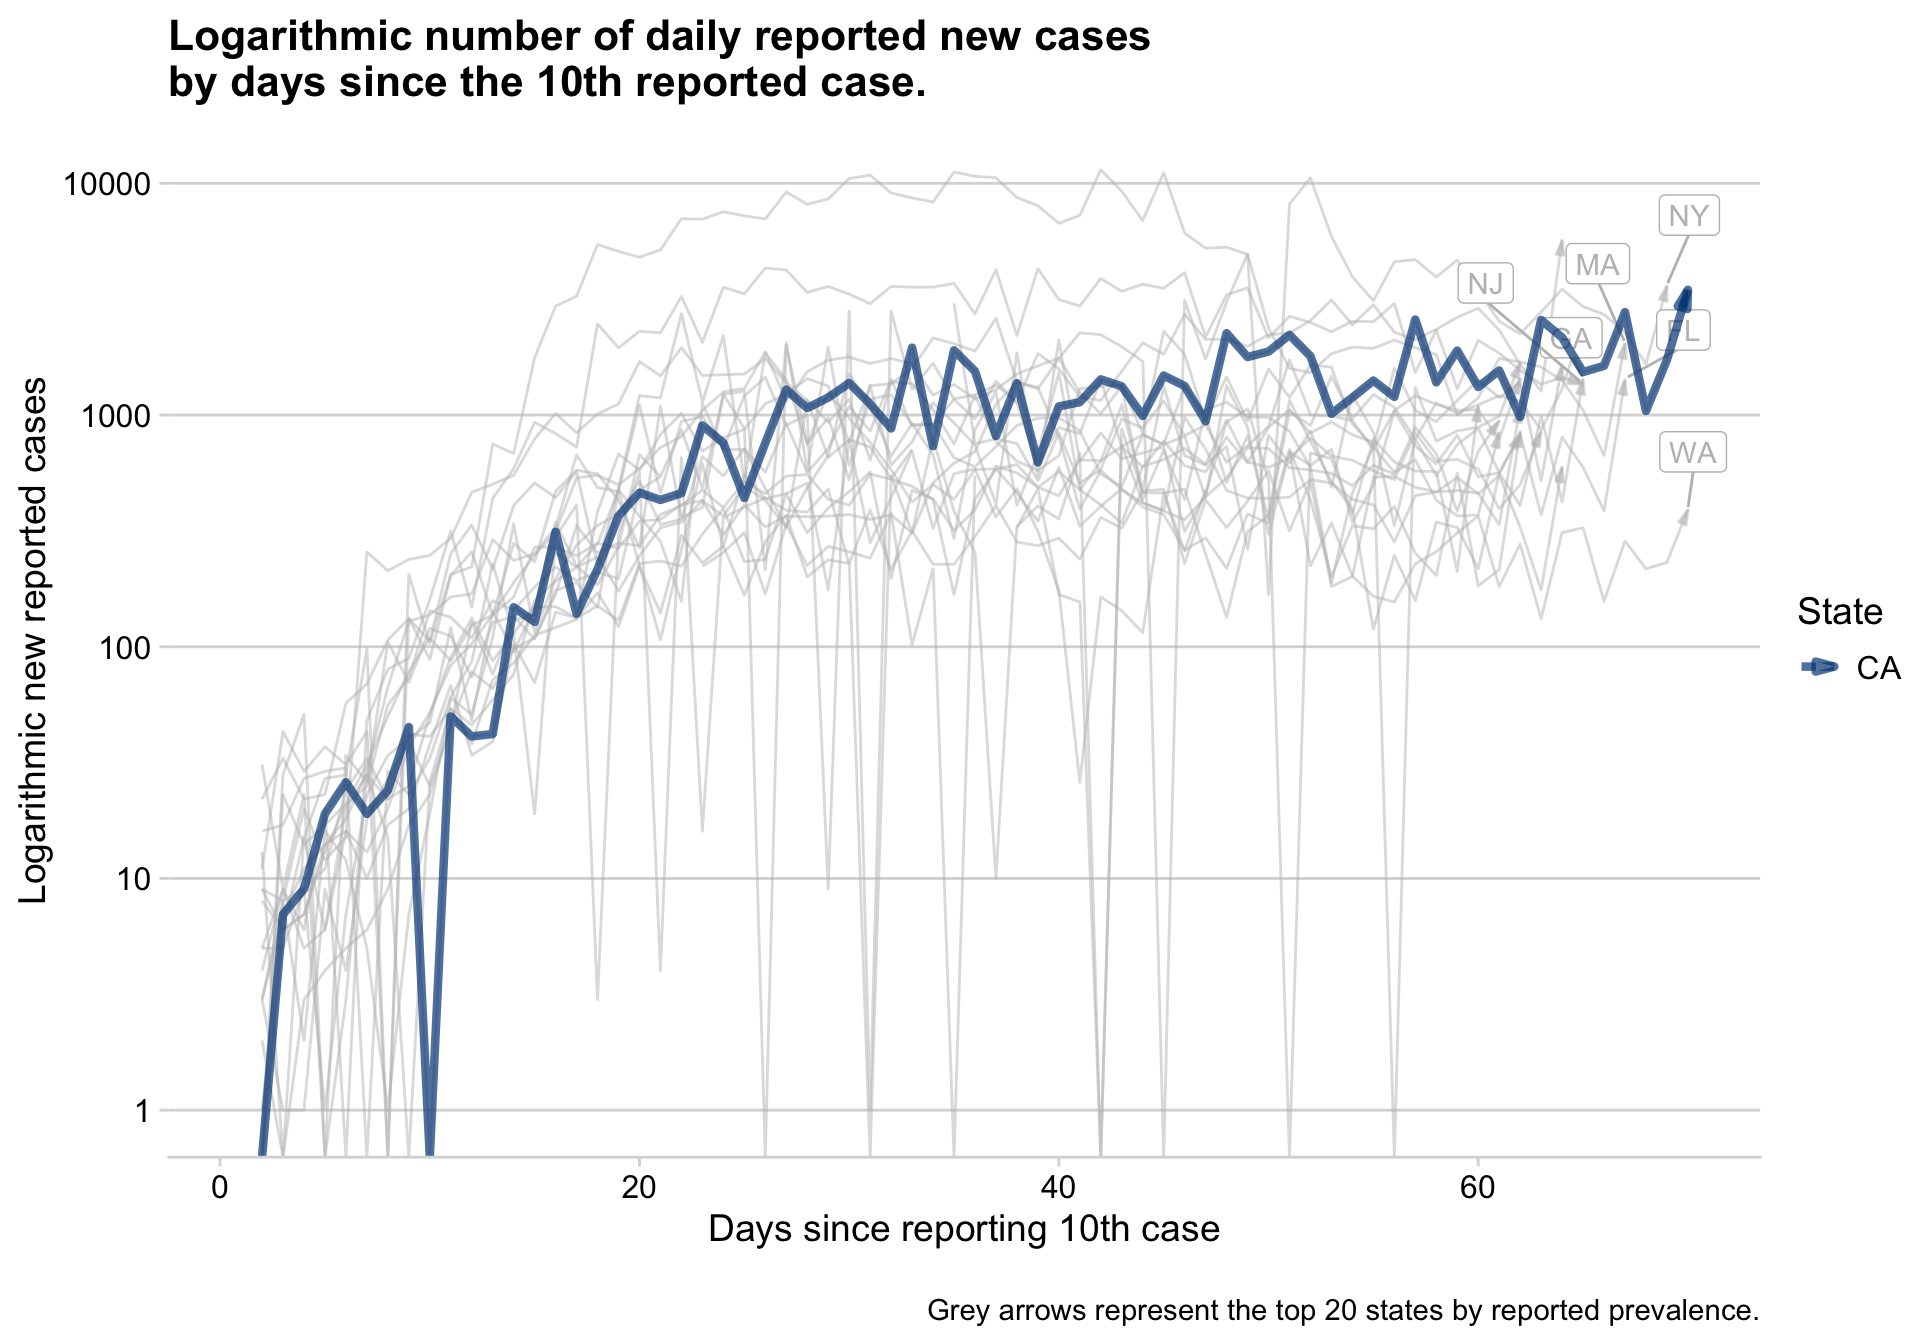 Logarithmic number of daily reported new cases
by days since the 10th reported case.
Logarithmic new reported cases
10000
1000
100
10
1
NY
MA
NJ
GA
FL
WA
State
CA
0
20
40
60
Days since reporting 10th case
Grey arrows represent the top 20 states by reported prevalence.